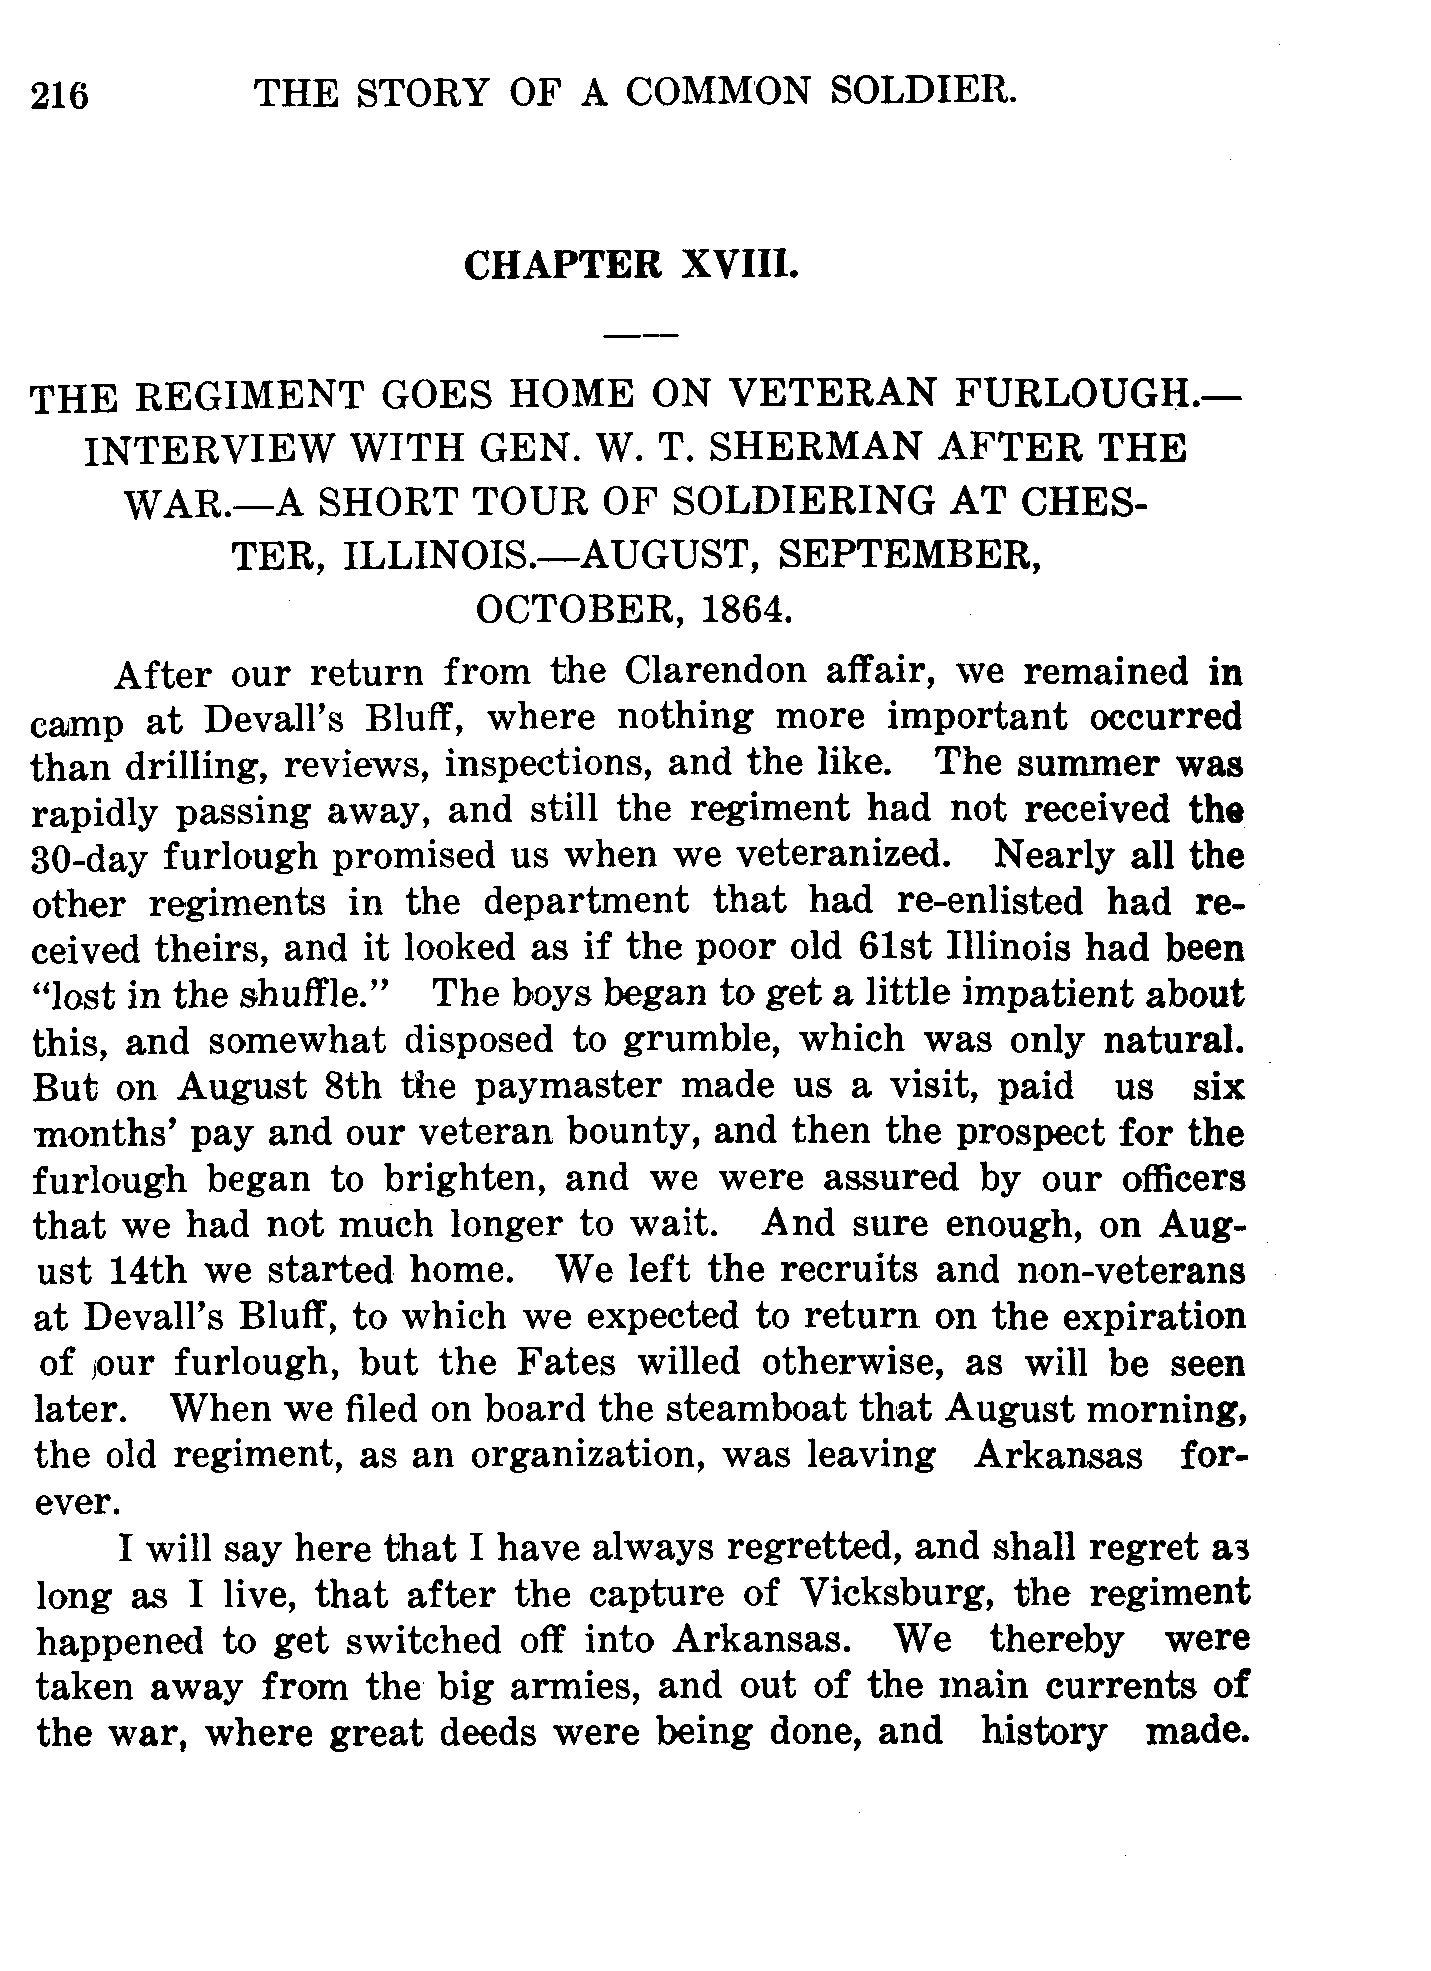 216 THE STORY OF A COMMON SOLDIER.
CHAPTER XVIII.
THE REGIMENT GOES HOME ON VETERAN FURLOUGH.—
INTERVIEW WITH GEN. W. T. SHERMAN AFTER THE
WAR.—A SHORT TOUR OF SOLDIERING AT CHES-
TER, ILLINOIS.—AUGUST, SEPTEMBER,
OCTOBER, 1864.
After our return from the Clarendon affair, we remained in
camp at Devall's Bluff, where nothing more important occurred
than drilling, reviews, inspections, and the like. The summer was
rapidly passing away, and still the regiment had not received the
30-day furlough promised us when we veteranized. Nearly all the
other regiments in the department that had re-enlisted had re-
ceived theirs, and it looked as if the poor old 61st Illinois had been
“lost in the shuffle.” The boys began to get a little impatient about
this, and somewhat disposed to grumble, which was only natural.
But on August 8th the paymaster made us a visit, paid us six
months' pay and our veteran bounty, and then the prospect for the
furlough began to brighten, and we were assured by our officers
that we had not much longer to wait. And sure enough, on Aug-
ust 14th we started home. We left the recruits and non-veterans
at Devall's Bluff, to which we expected to return on the expiration
of our furlough, but the Fates willed otherwise, as will be seen
later. When we filed on board the steamboat that August morning,
the old regiment, as an organization, was leaving Arkansas for-
ever.
I will say here that I have always regretted, and shall regret as
long as I live, that after the capture of Vicksburg, the regiment
happened to get switched off into Arkansas. We thereby were
taken away from the big armies, and out of the main currents of
the war, where great deeds were being done, and history made.